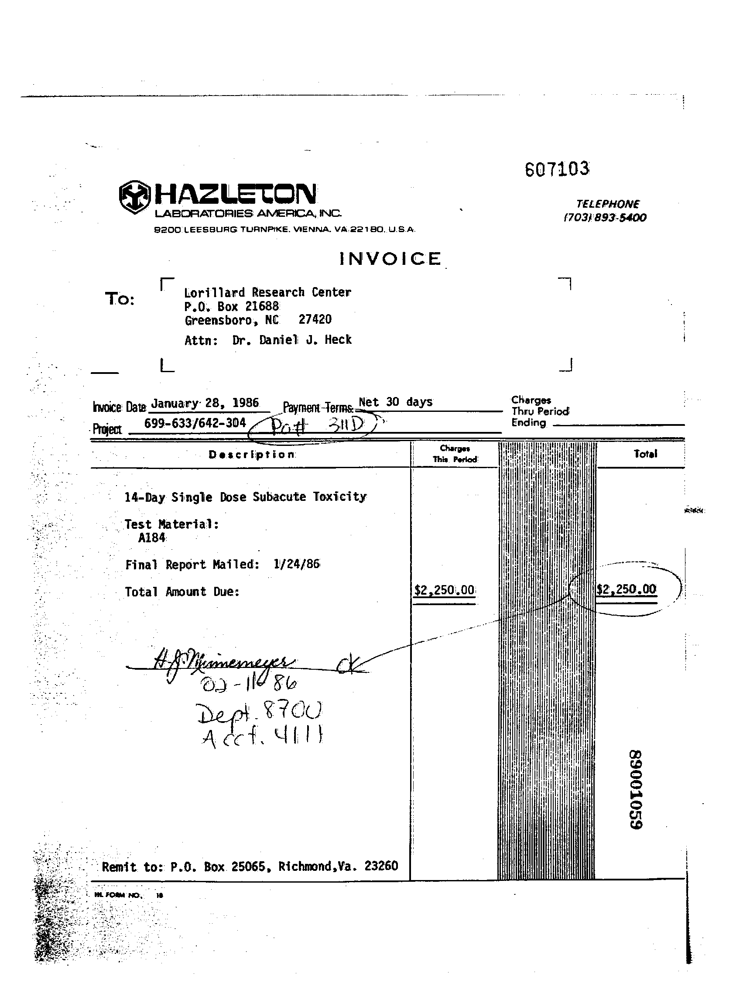 607103
HAZLETON
LABORATORIES AMERICA, INC.
9200 LEESBURG TURNPIKE, VIENNA, VA 22180, U.S.A.
TELEPHONE
(703) 893-5400
INVOICE
To:
Lorillard Research Center
P.O. Box 21688
Greensboro, NC 27420
Attn: Dr. Daniel J. Heck
Invoice Date January 28, 1986 Payment Terms Net 30 days
Charges
Thru Period
Ending
Project 699-633/642-304 Po# 311D
Description
Charges
This Period
Total
14-Day Single Dose Subacute Toxicity
Test Material:
A184
Final Report Mailed: 1/24/86
Total Amount Due: $2,250.00 $2,250.00
H.J. Minnemeyer ok
02-11-86
Dept. 8700
Acct. 4111
89001059
Remit to: P.O. Box 25065, Richmond,Va. 23260
HL FORM NO. 18